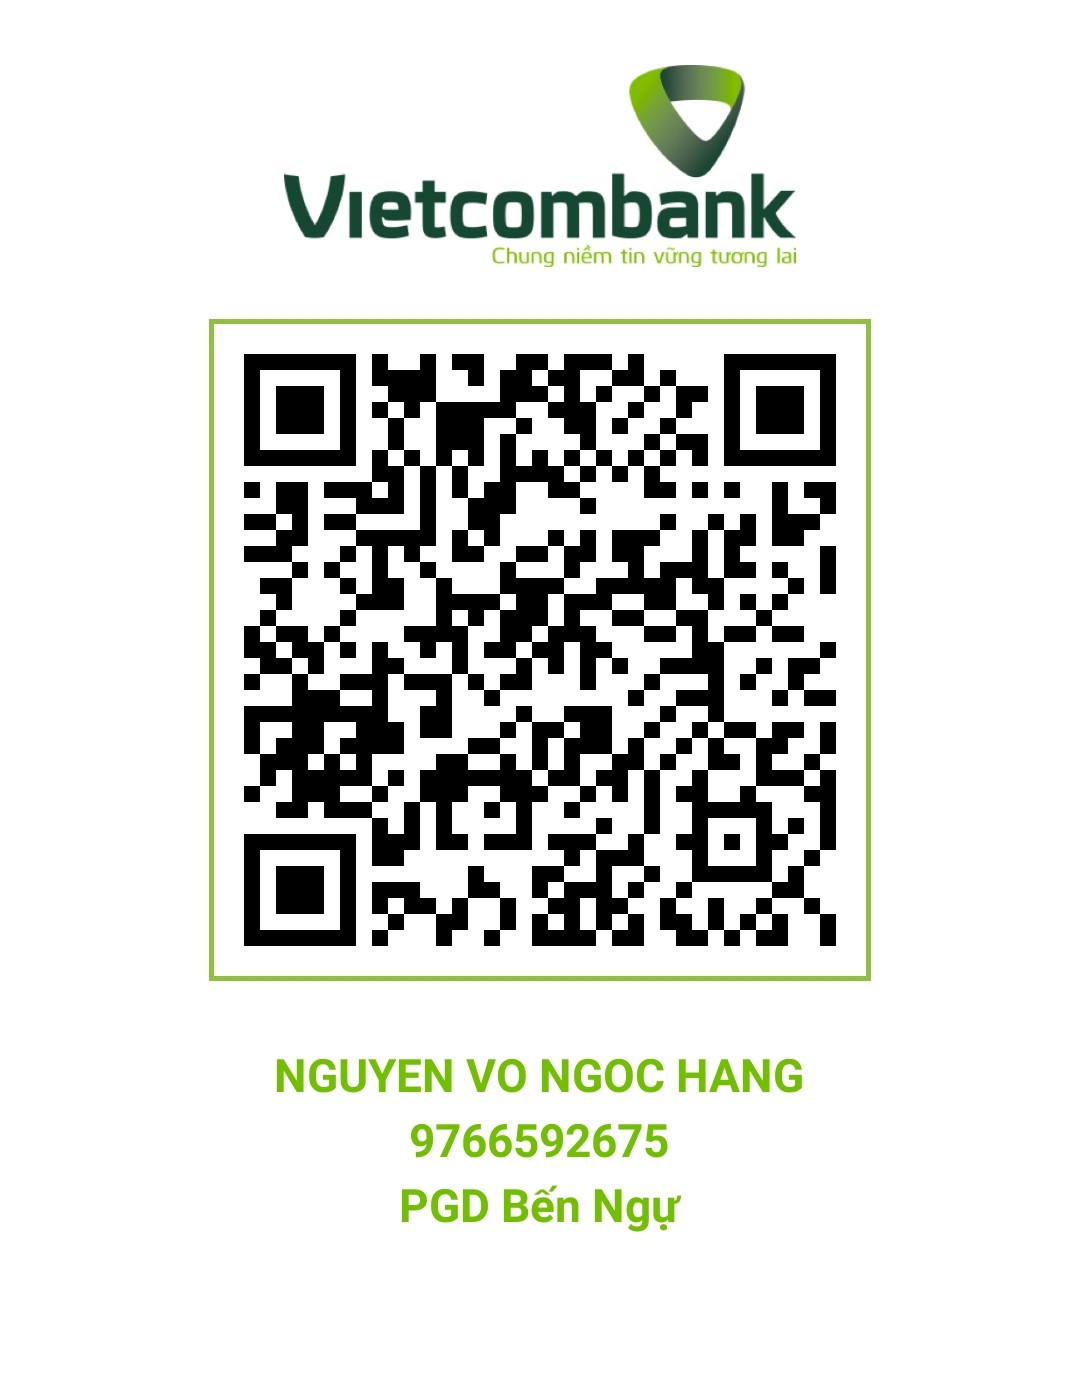 Vietcombank
Chung niềm tin vững tương lai
NGUYEN VO NGOC HANG
9766592675
PGD Bến Ngự